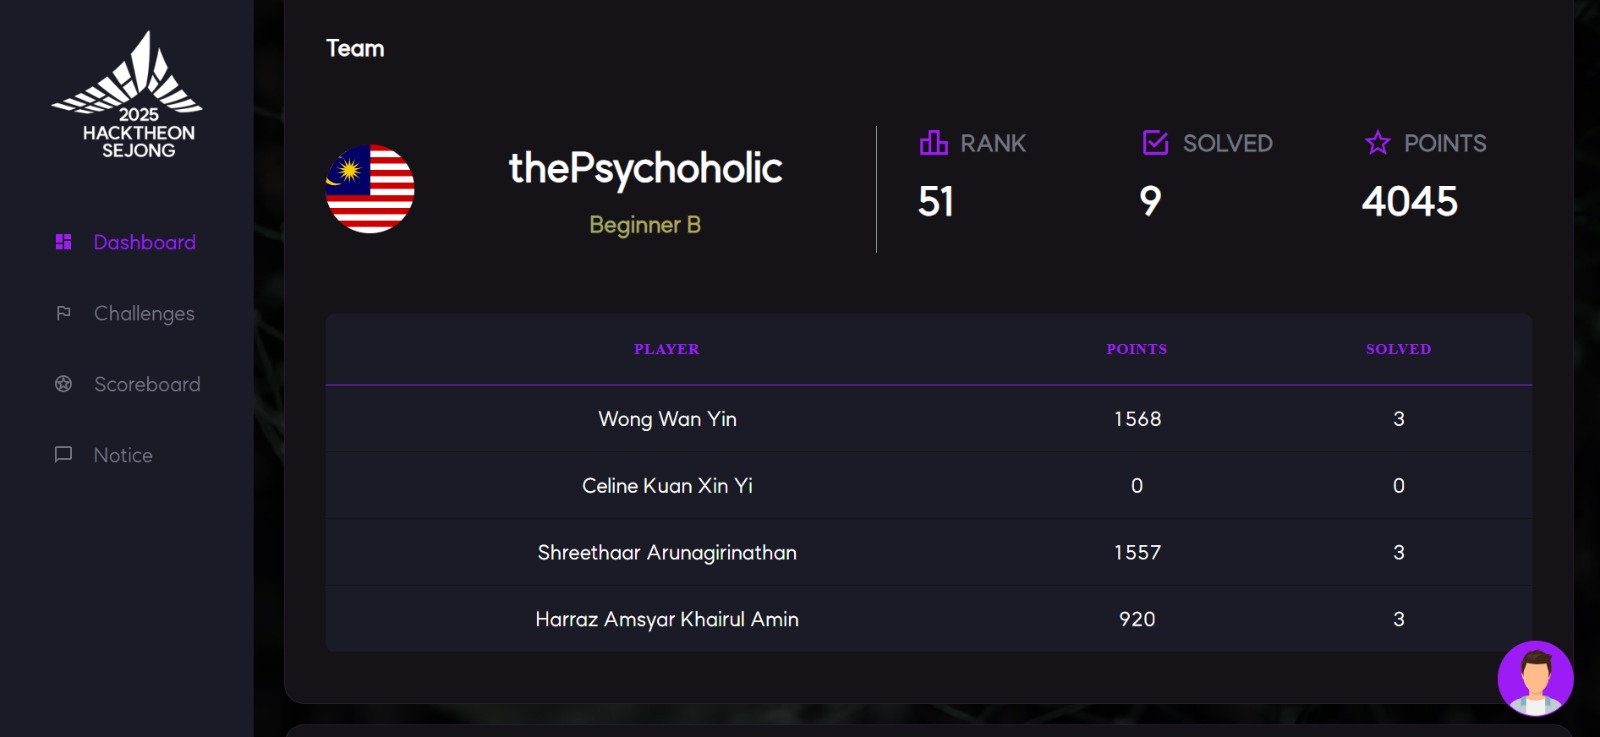 2025
HACKTHEON
SEJONG
Dashboard
Challenges
Scoreboard
Notice
Team
thePsychoholic
Beginner B
RANK
51
SOLVED
9
POINTS
4045
PLAYER POINTS SOLVED
Wong Wan Yin 1568 3
Celine Kuan Xin Yi 0 0
Shreethaar Arunagirinathan 1557 3
Harraz Amsyar Khairul Amin 920 3